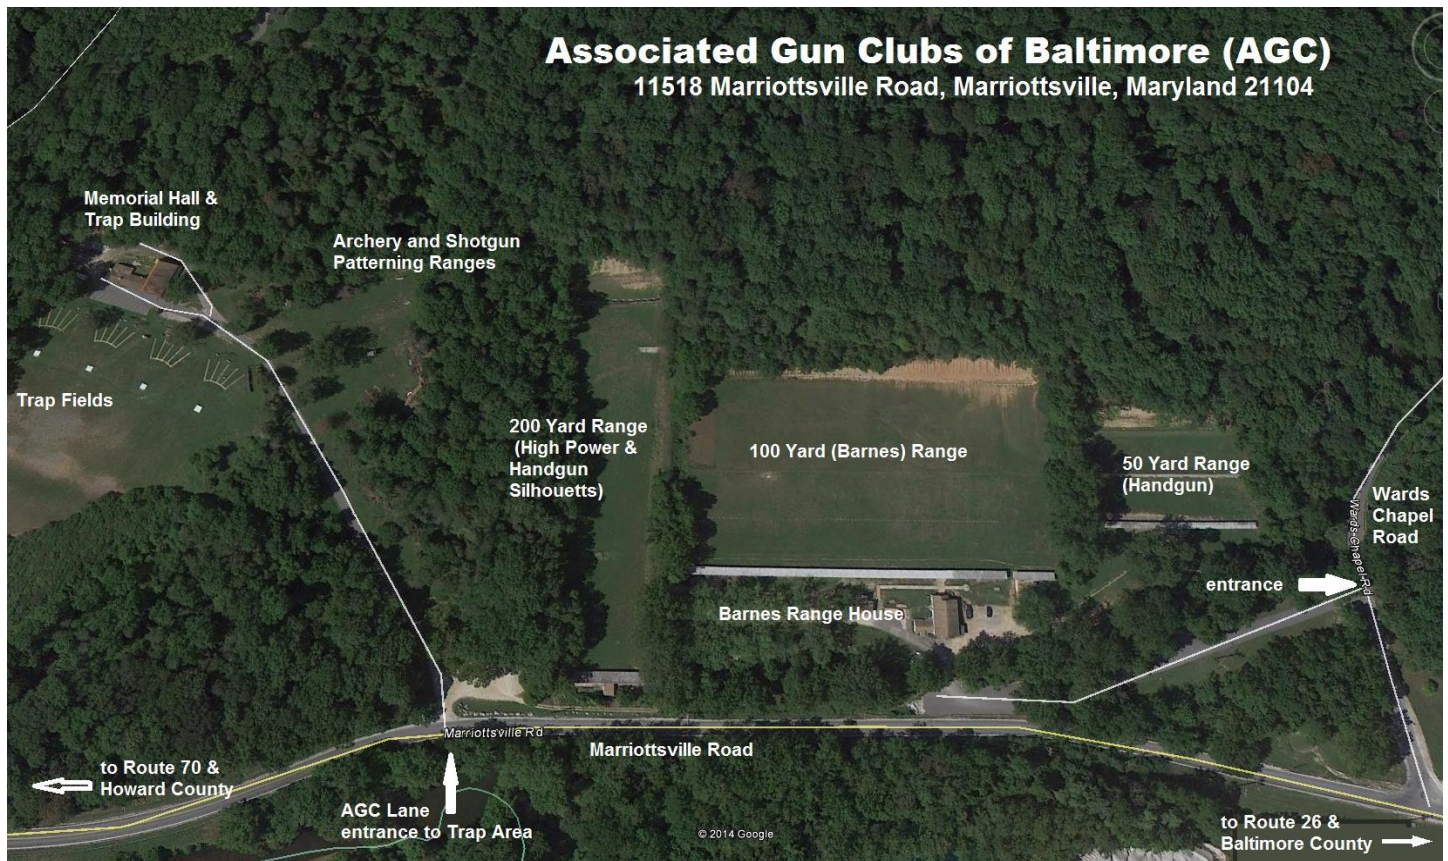 Associated Gun Clubs of Baltimore (AGC)
11518 Marriottsville Road, Marriottsville, Maryland 21104
Memorial Hall &
Trap Building
Archery and Shotgun
Patterning Ranges
Trap Fields
200 Yard Range
(High Power &
Handgun
Silhouetts)
100 Yard (Barnes) Range
50 Yard Range
(Handgun)
Wards
Chapel
Road
Wards Chapel Rd
entrance
Barnes Range House
Marriottsville Rd
Marriottsville Road
to Route 70 &
Howard County
AGC Lane
entrance to Trap Area
© 2014 Google
to Route 26 &
Baltimore County